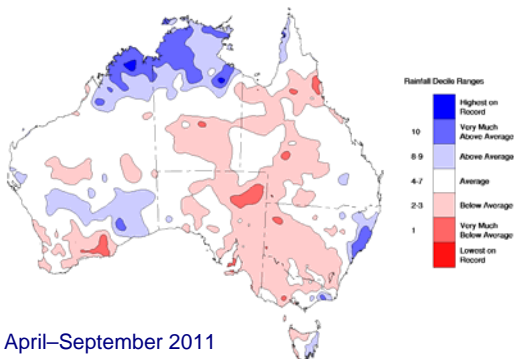 Rainfall Decile Ranges
Highest on
Record
10
Very Much
Above Average
8-9
Above Average
4-7
Average
2-3
Below Average
1
Very Much
Below Average
Lowest on
Record
April–September 2011